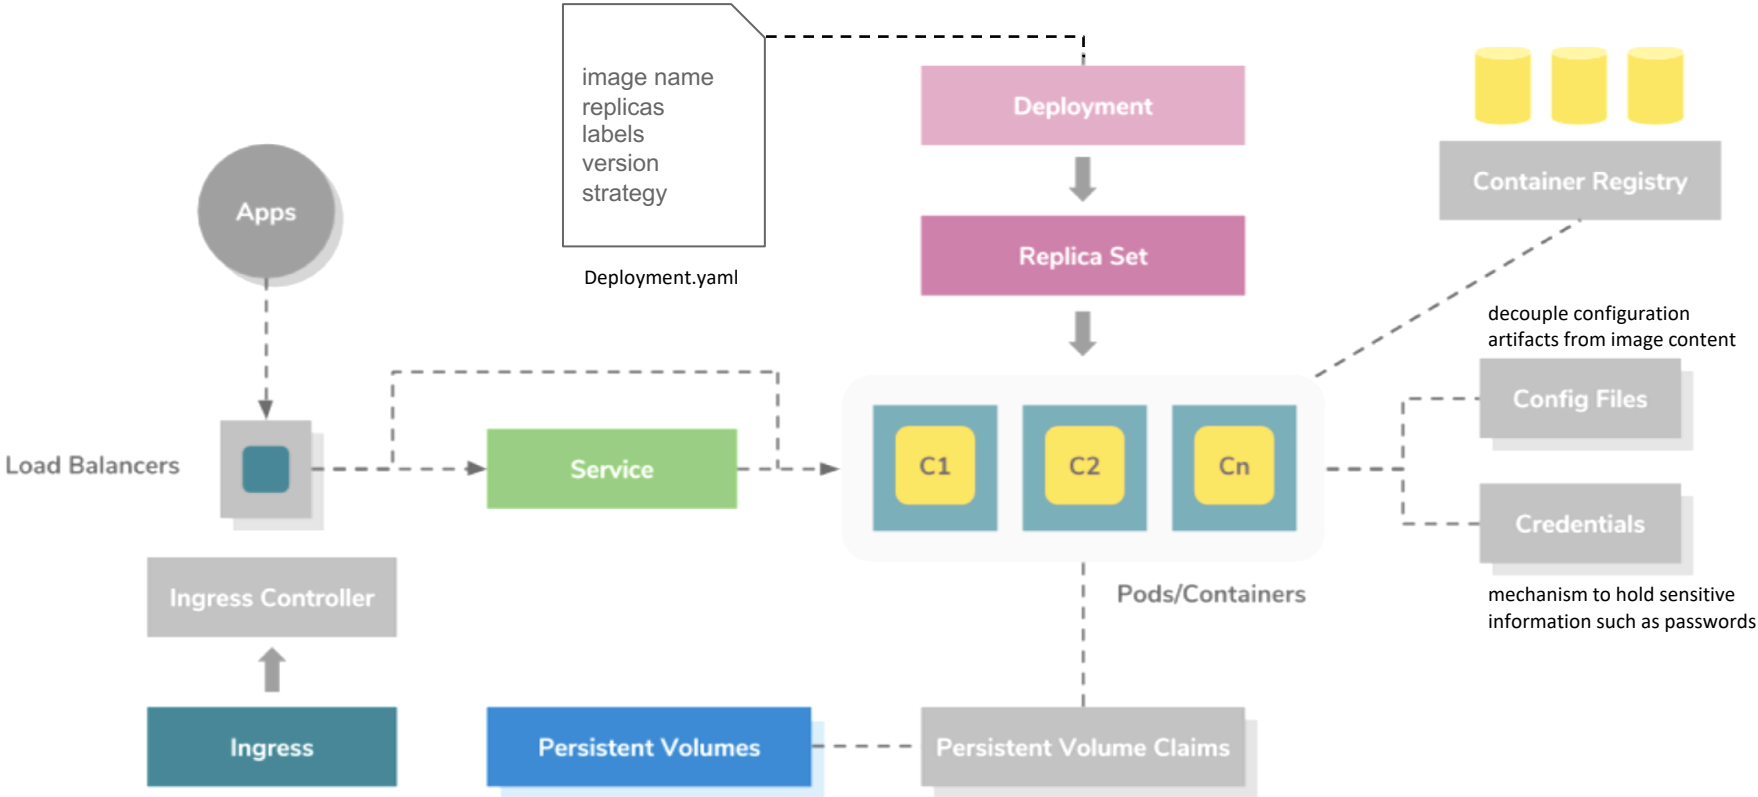 image name
replicas
labels
version
strategy
Deployment.yaml
Deployment
Container Registry
Apps
Replica Set
decouple configuration
artifacts from image content
Config Files
Load Balancers
Service
C1
C2
Cn
Credentials
mechanism to hold sensitive
information such as passwords
Ingress Controller
Pods/Containers
Ingress
Persistent Volumes
Persistent Volume Claims